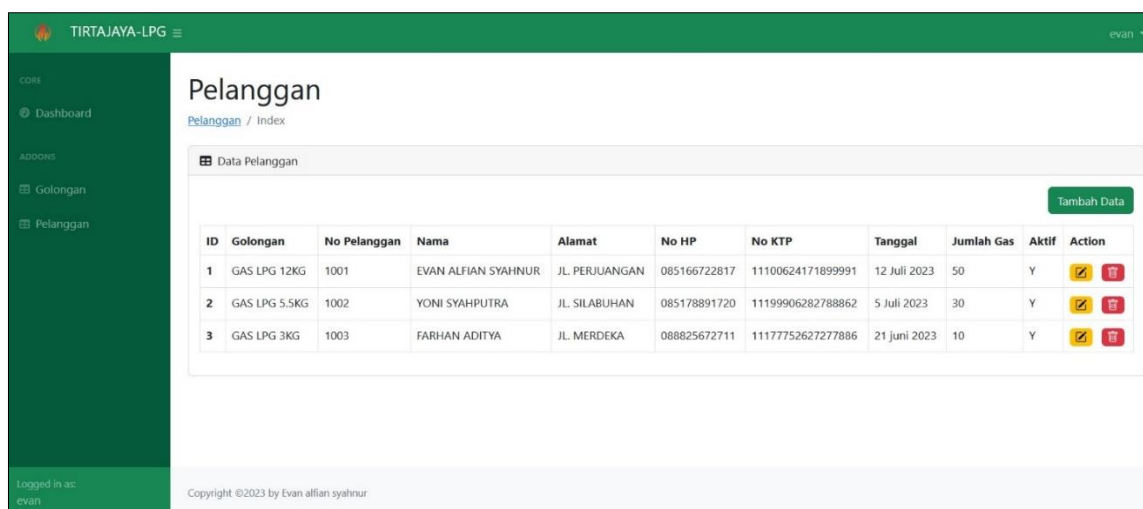 TIRTAJAYA-LPG
evan
CORE
Dashboard
ADDONS
Golongan
Pelanggan
Logged in as:
evan
Pelanggan
Pelanggan / Index
Data Pelanggan
Tambah Data
ID Golongan No Pelanggan Nama Alamat No HP No KTP Tanggal Jumlah Gas Aktif Action
1 GAS LPG 12KG 1001 EVAN ALFIAN SYAHNUR JL. PERJUANGAN 085166722817 11100624171899991 12 Juli 2023 50 Y
2 GAS LPG 5.5KG 1002 YONI SYAHPUTRA JL. SILABUHAN 085178891720 11199906282788862 5 Juli 2023 30 Y
3 GAS LPG 3KG 1003 FARHAN ADITYA JL. MERDEKA 088825672711 11177752627277886 21 juni 2023 10 Y
Copyright ©2023 by Evan alfian syahnur